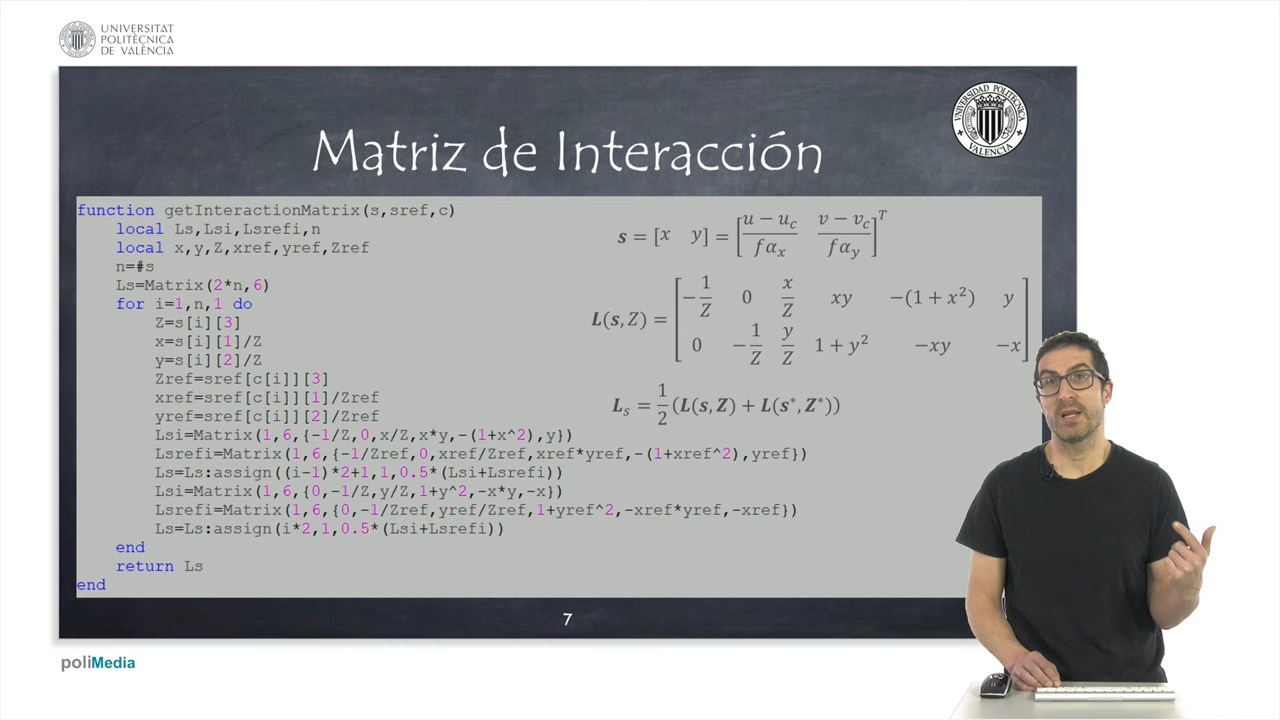 UNIVERSITAT
POLITÈCNICA
DE VALÈNCIA
UNIVERSIDAD POLITECNICA
VALENCIA
Matriz de Interacción
function getInteractionMatrix(s,sref,c)
local Ls,Lsi,Lsrefi,n
local x,y,Z,xref,yref,Zref
n=#s
Ls=Matrix(2*n,6)
for i=1,n,1 do
Z=s[i][3]
x=s[i][1]/Z
y=s[i][2]/Z
Zref=sref[c[i]][3]
xref=sref[c[i]][1]/Zref
yref=sref[c[i]][2]/Zref
Lsi=Matrix(1,6,{-1/Z,0,x/Z,x*y,-(1+x^2),y})
Lsrefi=Matrix(1,6,{-1/Zref,0,xref/Zref,xref*yref,-(1+xref^2),yref})
Ls=Ls:assign((i-1)*2+1,1,0.5*(Lsi+Lsrefi))
Lsi=Matrix(1,6,{0,-1/Z,y/Z,1+y^2,-x*y,-x})
Lsrefi=Matrix(1,6,{0,-1/Zref,yref/Zref,1+yref^2,-xref*yref,-xref})
Ls=Ls:assign(i*2,1,0.5*(Lsi+Lsrefi))
end
return Ls
end
s = [x y] = [(u − u_c)/(fα_x) (v − v_c)/(fα_y)]^T
L(s,Z) = [−1/Z 0 x/Z xy −(1 + x²) y
0 −1/Z y/Z 1 + y² −xy −x]
L_s = 1/2 (L(s,Z) + L(s*,Z*))
7
poliMedia